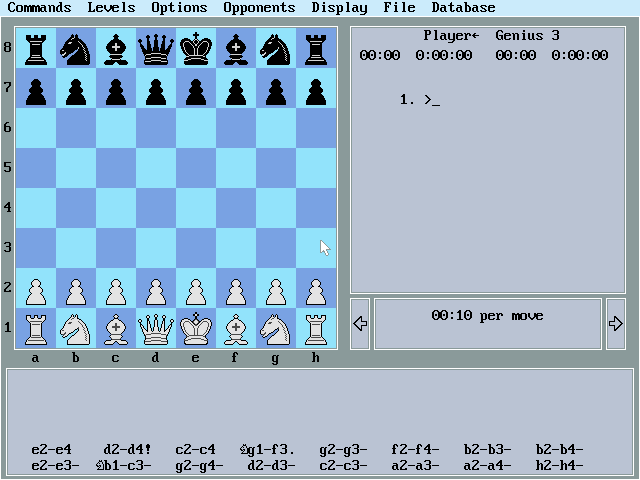 Commands Levels Options Opponents Display File Database
8
7
6
5
4
3
2
1
a b c d e f g h
Player← Genius 3
00:00 0:00:00 00:00 0:00:00
1. >_
00:10 per move
e2-e4 d2-d4! c2-c4 ♘g1-f3. g2-g3- f2-f4- b2-b3- b2-b4-
e2-e3- ♘b1-c3- g2-g4- d2-d3- c2-c3- a2-a3- a2-a4- h2-h4-